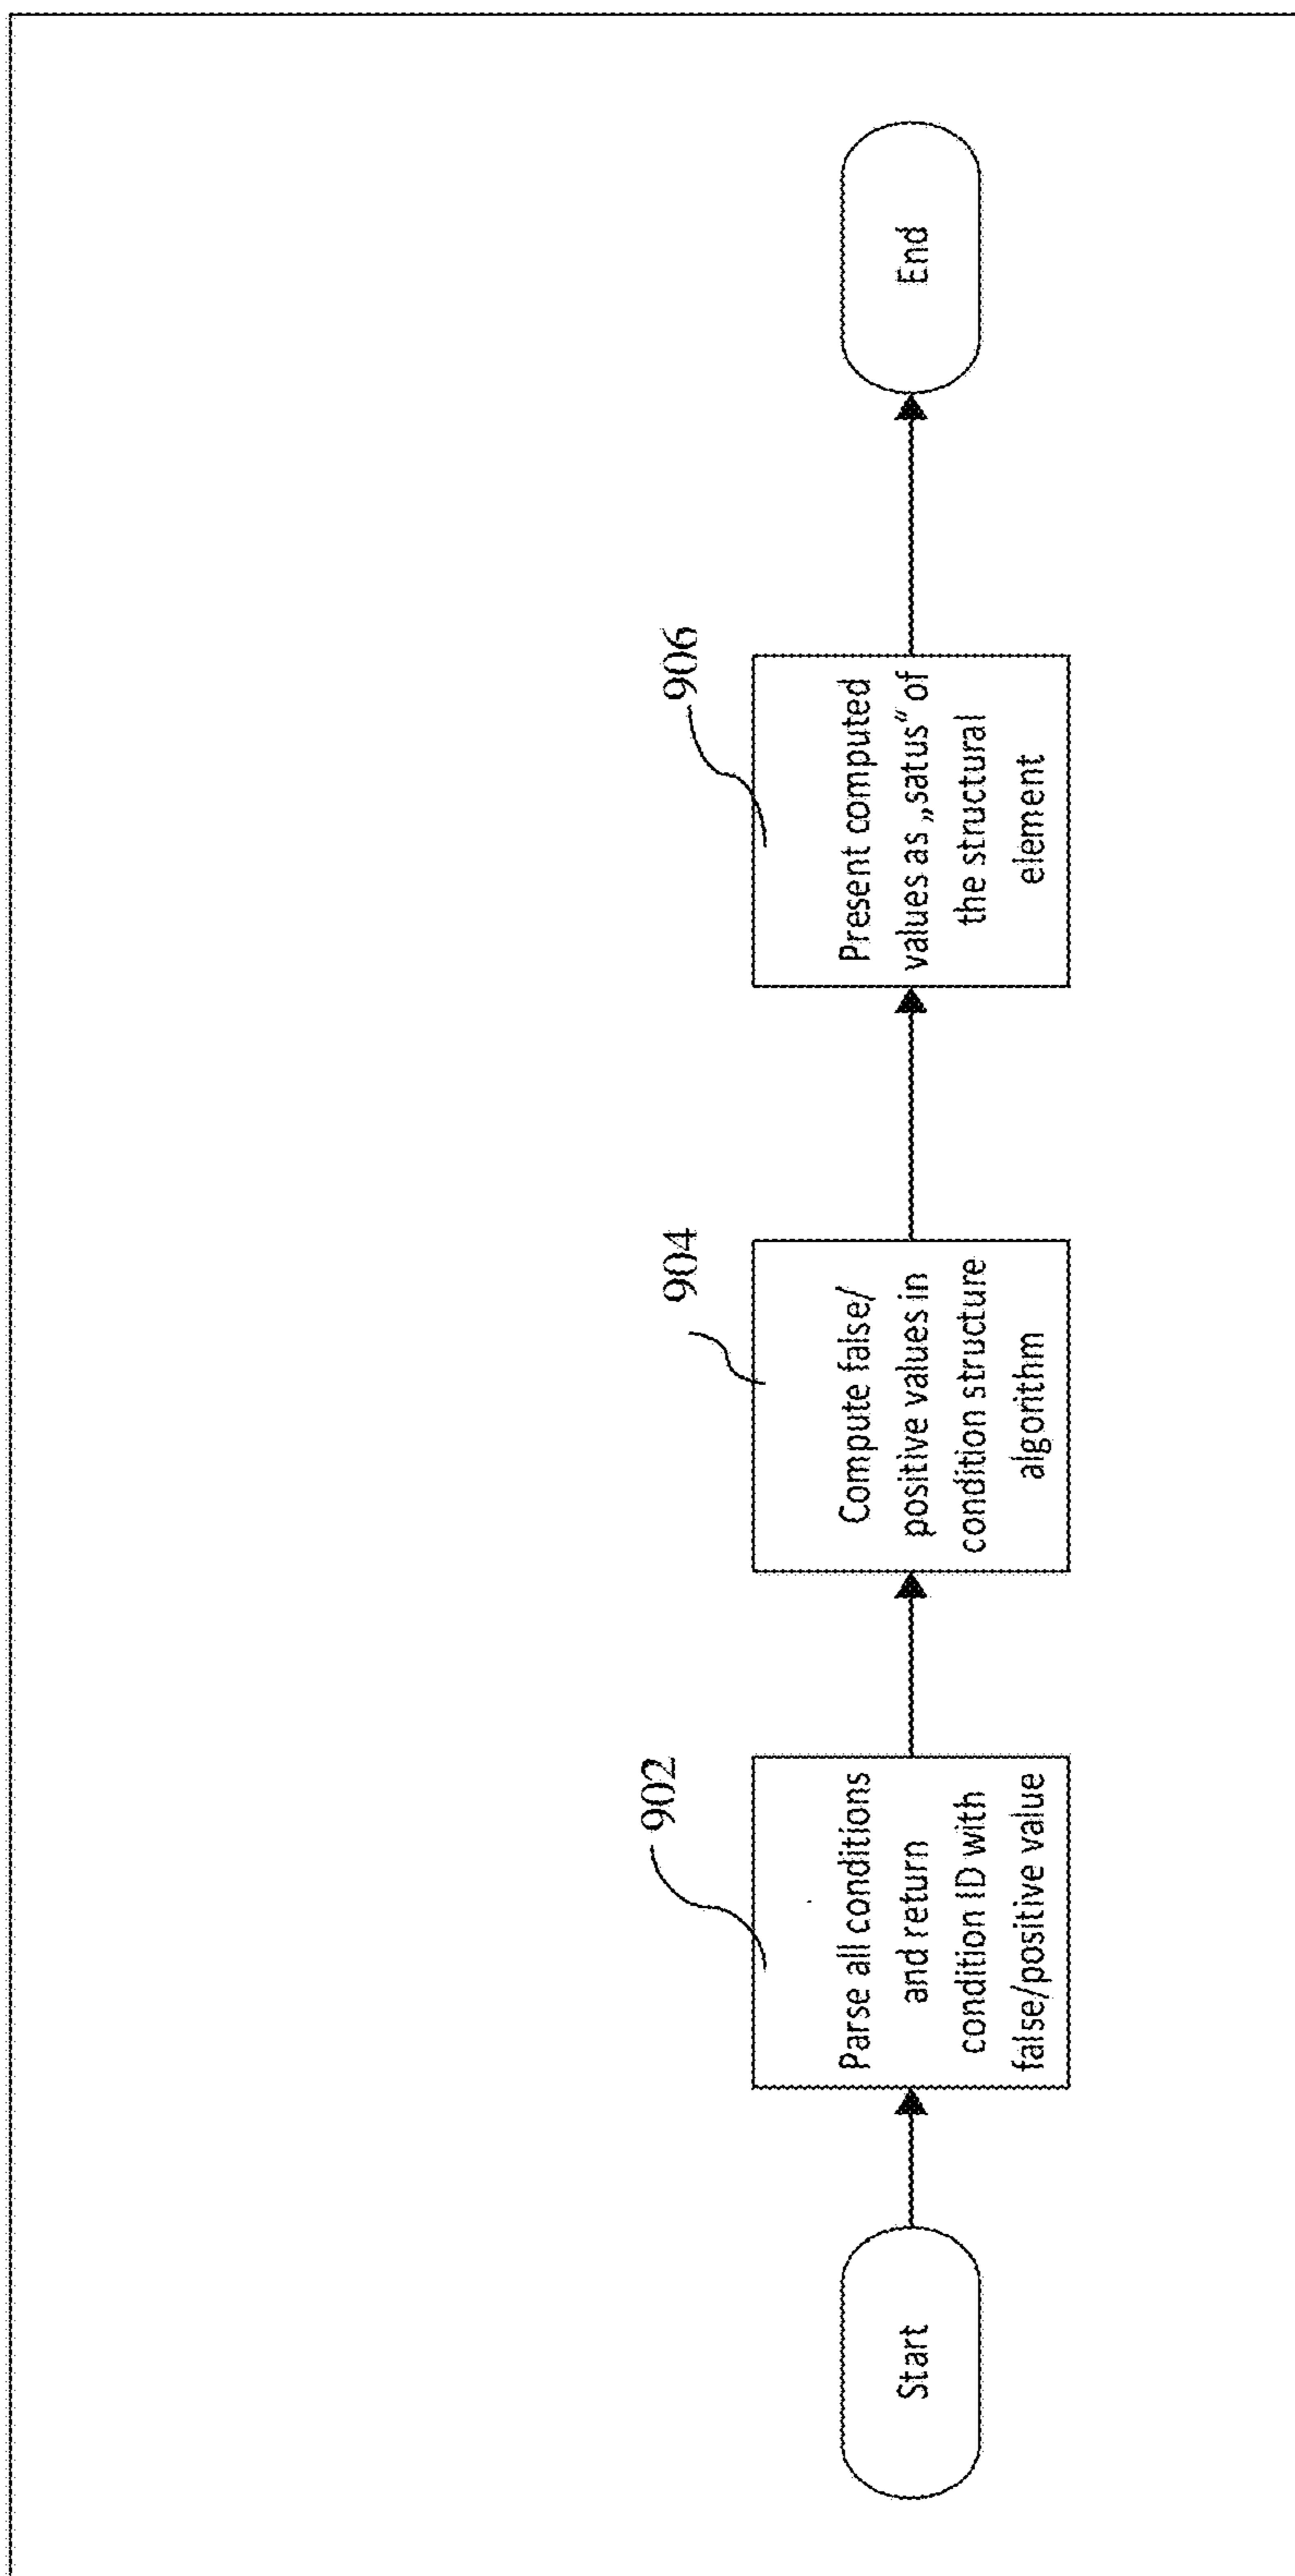 Start
902
Parse all conditions
and return
condition ID with
false/positive value
904
Compute false/
positive values in
condition structure
algorithm
906
Present computed
values as „satus“ of
the structural
element
End